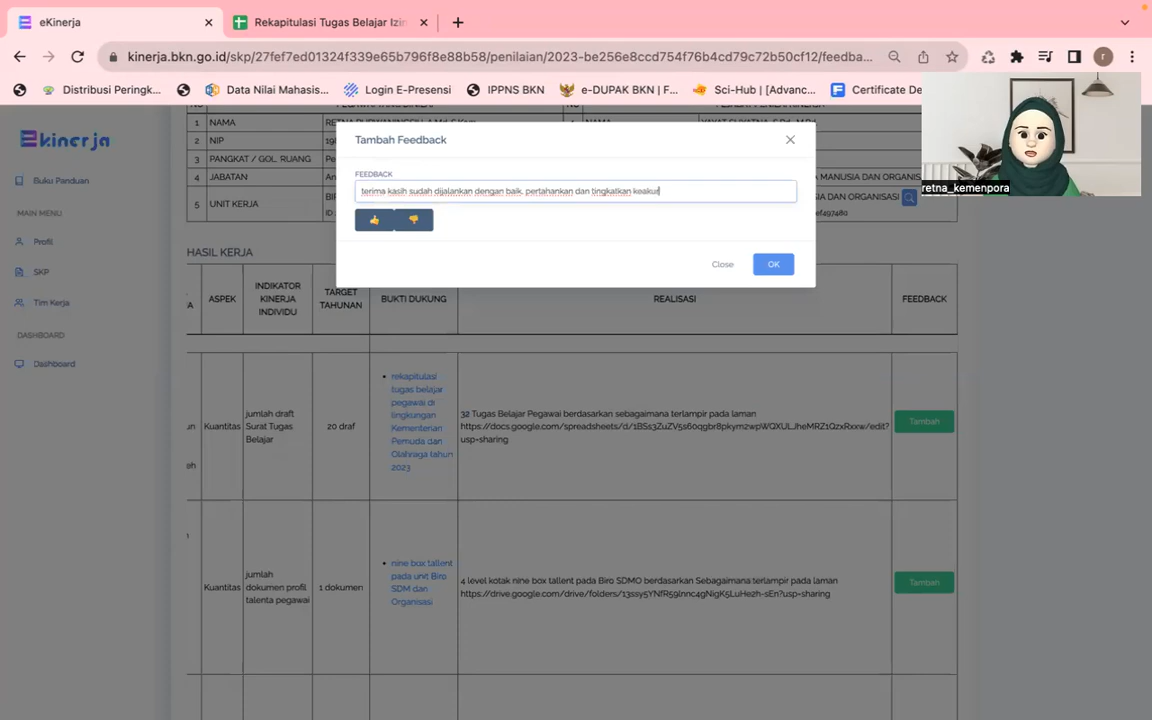 eKinerja
Rekapitulasi Tugas Belajar Izin
kinerja.bkn.go.id/skp/27fef7ed01324f339e65b796f8e88b58/penilaian/2023-be256e8ccd754f76b4cd79c72b50cf12/feedba...
r
Distribusi Peringk...
Data Nilai Mahasis...
Login E-Presensi
IPPNS BKN
e-DUPAK BKN | F...
Sci-Hub | [Advanc...
Certificate De
retna_kemenpora
ekinerja
Buku Panduan
MAIN MENU
Profil
SKP
Tim Kerja
DASHBOARD
Dashboard
1 NAMA
2 NIP
3 PANGKAT / GOL. RUANG
4 JABATAN
5 UNIT KERJA
MANUSIA DAN ORGANISASI
IA DAN ORGANISASI
Tambah Feedback
FEEDBACK
terima kasih sudah dijalankan dengan baik. pertahankan dan tingkatkan keakur
Close
OK
HASIL KERJA
ASPEK
INDIKATOR
KINERJA
INDIVIDU
TARGET
TAHUNAN
BUKTI DUKUNG
REALISASI
FEEDBACK
Kuantitas
jumlah draft
Surat Tugas
Belajar
20 draf
rekapitulasi
tugas belajar
pegawai di
lingkungan
Kementerian
Pemuda dan
Olahraga tahun
2023
32 Tugas Belajar Pegawai berdasarkan sebagaimana terlampir pada laman
https://docs.google.com/spreadsheets/d/1BSs3ZuZV5s60qgbr8pkym2wpWQXULJheMRZ1QzxRxxw/edit?
usp=sharing
Tambah
Kuantitas
jumlah
dokumen profil
talenta pegawai
1 dokumen
nine box tallent
pada unit Biro
SDM dan
Organisasi
4 level kotak nine box tallent pada Biro SDMO berdasarkan Sebagaimana terlampir pada laman
https://drive.google.com/drive/folders/13ssy5YNfR59lnnc4gNigK5LuHe2h-sEn?usp=sharing
Tambah